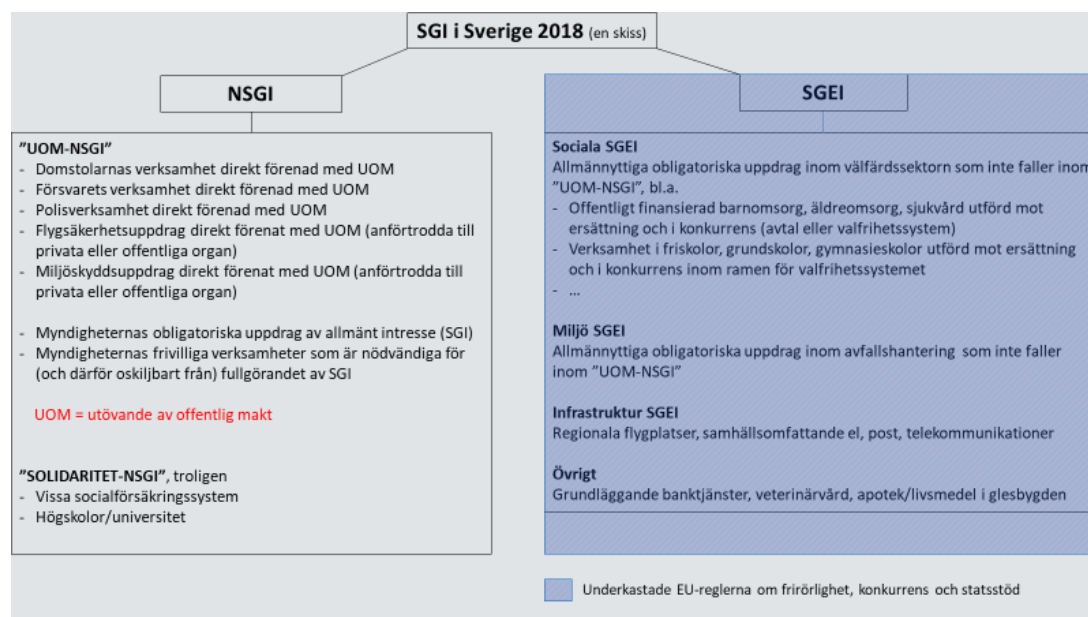 SGI i Sverige 2018 (en skiss)
NSGI
"UOM-NSGI"
- Domstolarnas verksamhet direkt förenad med UOM
- Försvarets verksamhet direkt förenad med UOM
- Polisverksamhet direkt förenad med UOM
- Flygsäkerhetsuppdrag direkt förenat med UOM (anförtrodda till
privata eller offentliga organ)
- Miljöskyddsuppdrag direkt förenat med UOM (anförtrodda till
privata eller offentliga organ)
- Myndigheternas obligatoriska uppdrag av allmänt intresse (SGI)
- Myndigheternas frivilliga verksamheter som är nödvändiga för
(och därför oskiljbart från) fullgörandet av SGI
UOM = utövande av offentlig makt
"SOLIDARITET-NSGI", troligen
- Vissa socialförsäkringssystem
- Högskolor/universitet
SGEI
Sociala SGEI
Allmännyttiga obligatoriska uppdrag inom välfärdssektorn som inte faller inom
"UOM-NSGI", bl.a.
- Offentligt finansierad barnomsorg, äldreomsorg, sjukvård utförd mot
ersättning och i konkurrens (avtal eller valfrihetssystem)
- Verksamhet i friskolor, grundskolor, gymnasieskolor utförd mot ersättning
och i konkurrens inom ramen för valfrihetssystemet
- ...
Miljö SGEI
Allmännyttiga obligatoriska uppdrag inom avfallshantering som inte faller
inom "UOM-NSGI"
Infrastruktur SGEI
Regionala flygplatser, samhällsomfattande el, post, telekommunikationer
Övrigt
Grundläggande banktjänster, veterinärvård, apotek/livsmedel i glesbygden
Underkastade EU-reglerna om frirörlighet, konkurrens och statsstöd